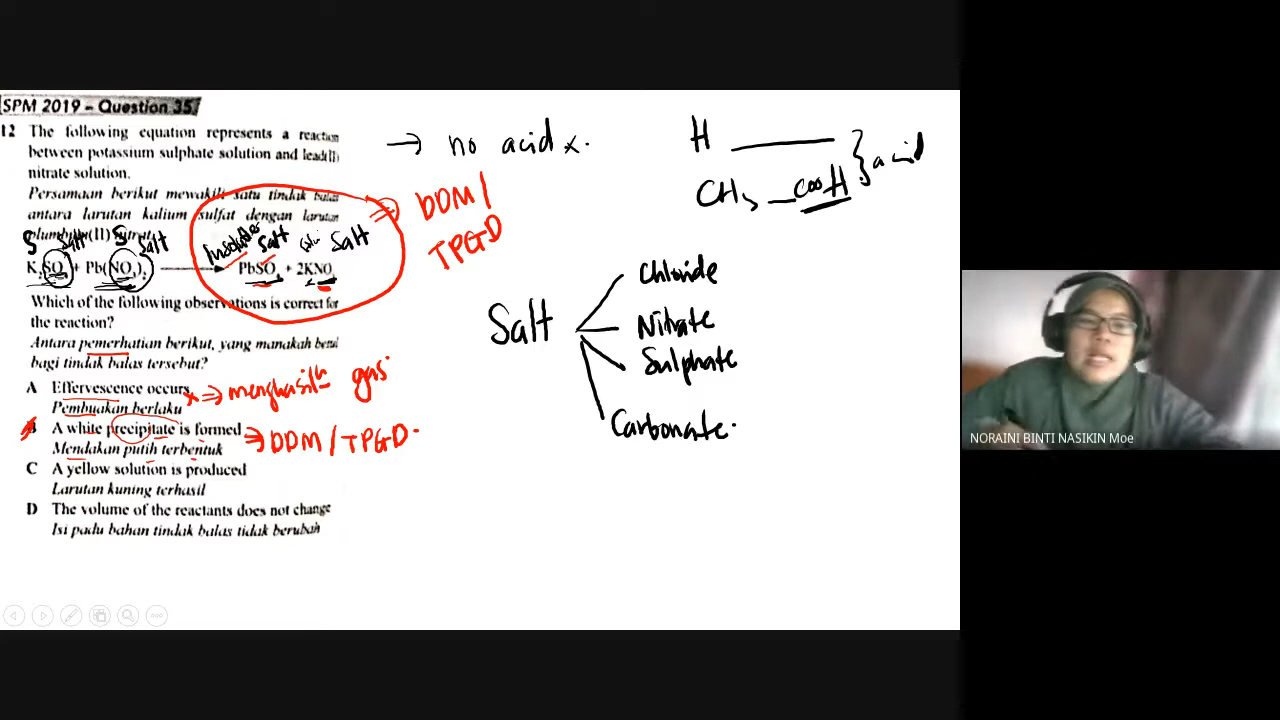 SPM 2019 – Question 35
12 The following equation represents a reaction
between potassium sulphate solution and lead(II)
nitrate solution.
Persamaan berikut mewakili satu tindak balas
antara larutan kalium sulfat dengan larutan
plumbum(II) nitrat.
S Salt S Salt Insoluble Salt Salt
K₂SO₄ + Pb(NO₃)₂ → PbSO₄ + 2KNO₃
Which of the following observations is correct for
the reaction?
Antara pemerhatian berikut, yang manakah betul
bagi tindak balas tersebut?
A Effervescence occurs x ⇒ menghasilk gas
Pembuakan berlaku
B A white precipitate is formed ⇒ DDM / TPGD.
Mendakan putih terbentuk
C A yellow solution is produced
Larutan kuning terhasil
D The volume of the reactants does not change
Isi padu bahan tindak balas tidak berubah
→ no acid x.
⇒ DDM /
TPGD
H
CH₃ COOH } acid
Salt
Chloride
Nitrate
Sulphate
Carbonate.
NORAINI BINTI NASIKIN Moe